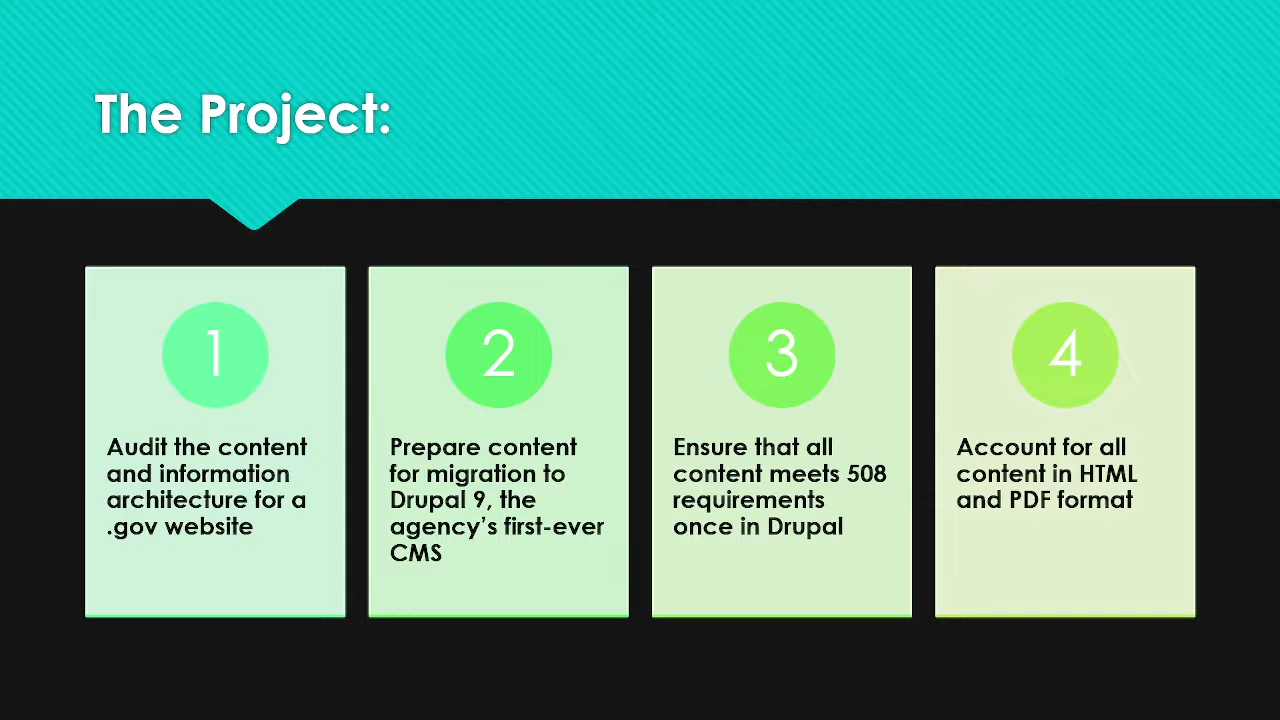 The Project:
1
Audit the content
and information
architecture for a
.gov website
2
Prepare content
for migration to
Drupal 9, the
agency’s first-ever
CMS
3
Ensure that all
content meets 508
requirements
once in Drupal
4
Account for all
content in HTML
and PDF format